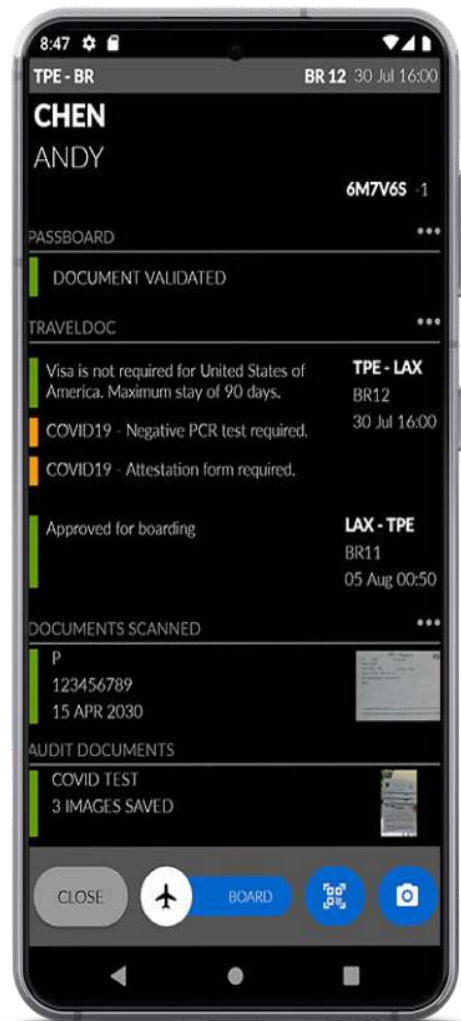 8:47
TPE - BR BR 12 30 Jul 16:00
CHEN
ANDY
6M7V6S -1
PASSBOARD
DOCUMENT VALIDATED
TRAVELDOC
Visa is not required for United States of
America. Maximum stay of 90 days.
COVID19 - Negative PCR test required.
COVID19 - Attestation form required.
TPE - LAX
BR12
30 Jul 16:00
Approved for boarding
LAX - TPE
BR11
05 Aug 00:50
DOCUMENTS SCANNED
P
123456789
15 APR 2030
AUDIT DOCUMENTS
COVID TEST
3 IMAGES SAVED
CLOSE
BOARD